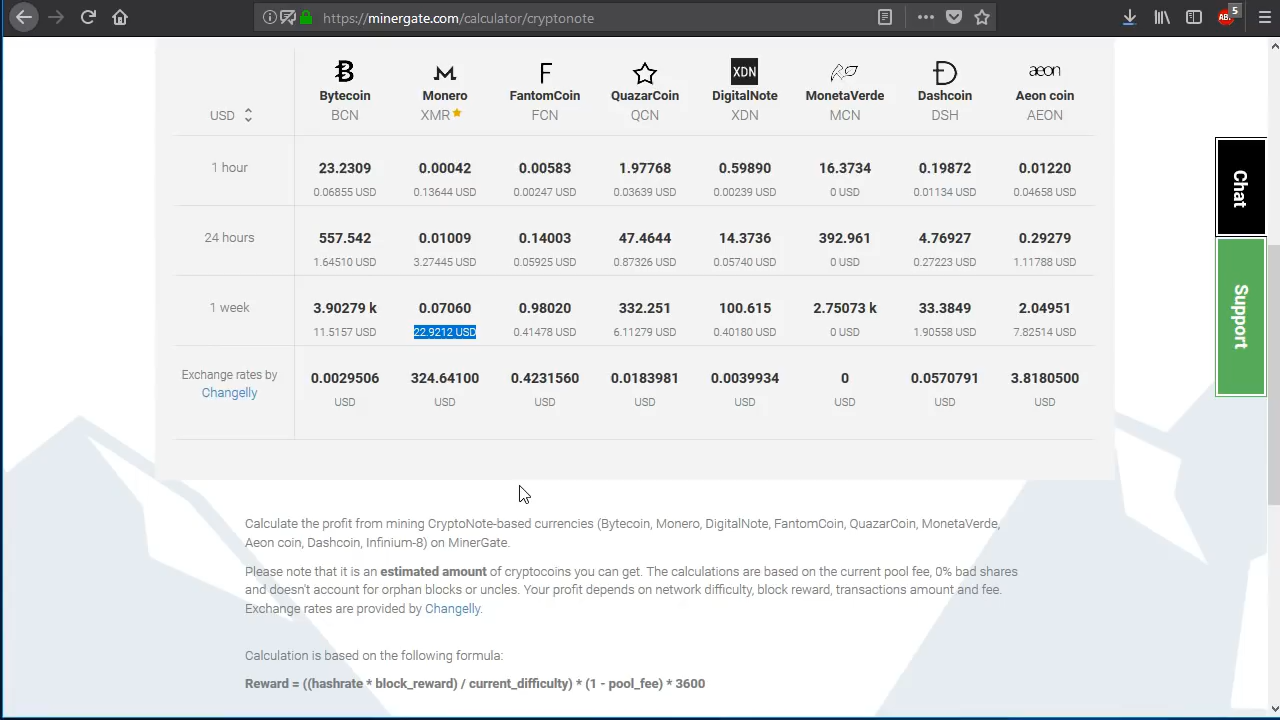 https://minergate.com/calculator/cryptonote
ABP 5
XDN aeon
Bytecoin Monero FantomCoin QuazarCoin DigitalNote MonetaVerde Dashcoin Aeon coin
USD BCN XMR FCN QCN XDN MCN DSH AEON
1 hour 23.2309 0.00042 0.00583 1.97768 0.59890 16.3734 0.19872 0.01220
0.06855 USD 0.13644 USD 0.00247 USD 0.03639 USD 0.00239 USD 0 USD 0.01134 USD 0.04658 USD
24 hours 557.542 0.01009 0.14003 47.4644 14.3736 392.961 4.76927 0.29279
1.64510 USD 3.27445 USD 0.05925 USD 0.87326 USD 0.05740 USD 0 USD 0.27223 USD 1.11788 USD
1 week 3.90279 k 0.07060 0.98020 332.251 100.615 2.75073 k 33.3849 2.04951
11.5157 USD 22.9212 USD 0.41478 USD 6.11279 USD 0.40180 USD 0 USD 1.90558 USD 7.82514 USD
Exchange rates by
Changelly
0.0029506 324.64100 0.4231560 0.0183981 0.0039934 0 0.0570791 3.8180500
USD USD USD USD USD USD USD USD
Chat
Support
Calculate the profit from mining CryptoNote-based currencies (Bytecoin, Monero, DigitalNote, FantomCoin, QuazarCoin, MonetaVerde,
Aeon coin, Dashcoin, Infinium-8) on MinerGate.
Please note that it is an estimated amount of cryptocoins you can get. The calculations are based on the current pool fee, 0% bad shares
and doesn't account for orphan blocks or uncles. Your profit depends on network difficulty, block reward, transactions amount and fee.
Exchange rates are provided by Changelly.
Calculation is based on the following formula:
Reward = ((hashrate * block_reward) / current_difficulty) * (1 - pool_fee) * 3600